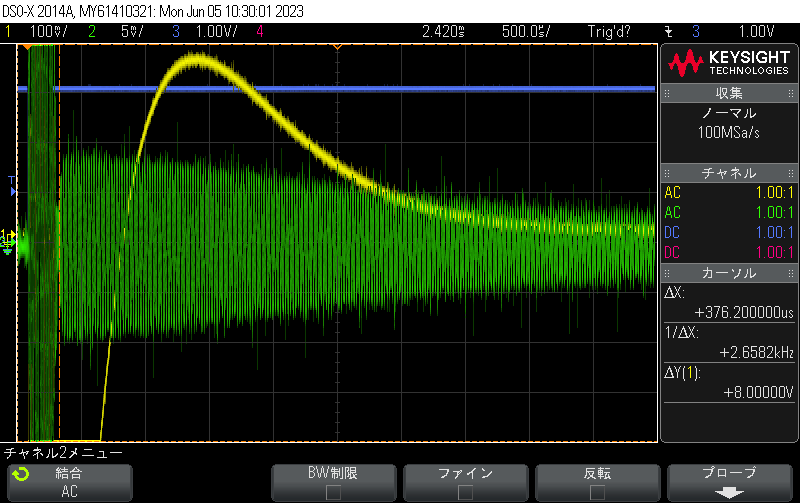 DSO-X 2014A, MY61410321: Mon Jun 05 10:30:01 2023
1 100V/ 2 5V/ 3 1.00V/ 4 2.420ms 500.0s/ Trig'd? 3 1.00V
KEYSIGHT
TECHNOLOGIES
収集
ノーマル
100MSa/s
チャネル
AC 1.00:1
AC 1.00:1
DC 1.00:1
DC 1.00:1
カーソル
ΔX:
+376.200000us
1/ΔX:
+2.6582kHz
ΔY(1):
+8.00000V
T
1
チャネル2メニュー
結合
AC
BW制限
ファイン
反転
プローブ